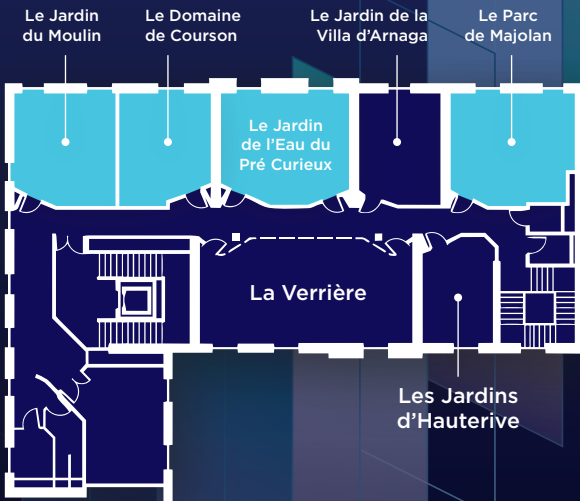 Le Jardin
du Moulin
Le Domaine
de Courson
Le Jardin de la
Villa d'Arnaga
Le Parc
de Majolan
Le Jardin
de l'Eau du
Pré Curieux
La Verrière
Les Jardins
d'Hauterive